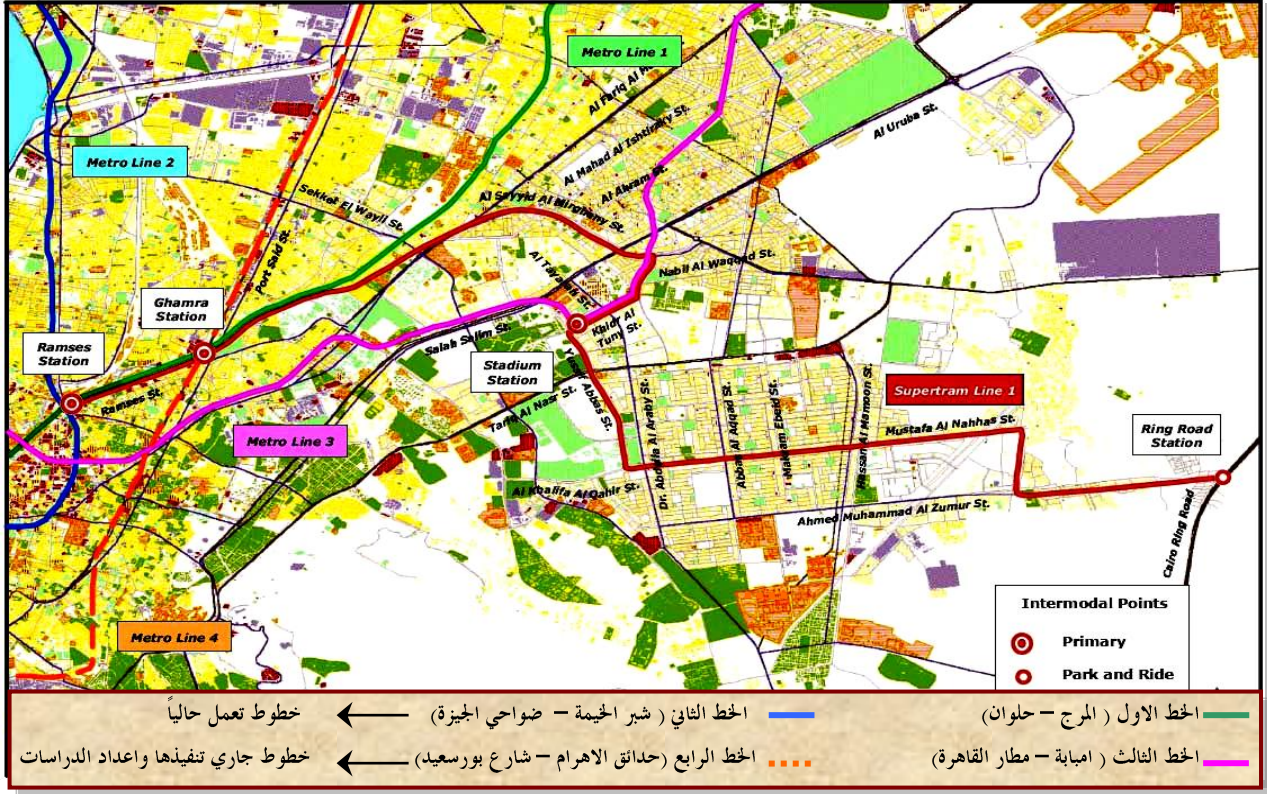 Metro Line 1
Al Fariq Al
Al Uruba St.
Al Mahad Al Ishtiraky St.
Metro Line 2
Al Ahram St.
Sekket El Wayli St.
Al Sayyid Al Mirghany St.
Port Said St.
Al Tayaran St.
Nabil Al Waqqad St.
Ghamra
Station
Khidr Al
Tuny St.
Ramses
Station
Salah Salim St.
Stadium
Station
Abbas St.
Ramses St.
Supertram Line 1
Tariq Al Nasr St.
Metro Line 3
Dr. Abdalla Al Araby St.
Abbas Al Aqqad St.
Makram Ebeid St.
Hassan Al Mamoon St.
Mustafa Al Nahhas St.
Ring Road
Station
Al Khalifa Al Qahir St.
Ahmed Muhammad Al Zumur St.
Cairo Ring Road
Metro Line 4
Intermodal Points
Primary
Park and Ride
الخط الاول ( المرج – حلوان)
الخط الثاني ( شبر الخيمة – ضواحي الجيزة)
خطوط تعمل حالياً
الخط الثالث ( امبابة – مطار القاهرة)
الخط الرابع (حدائق الاهرام – شارع بورسعيد)
خطوط جاري تنفيذها واعداد الدراسات